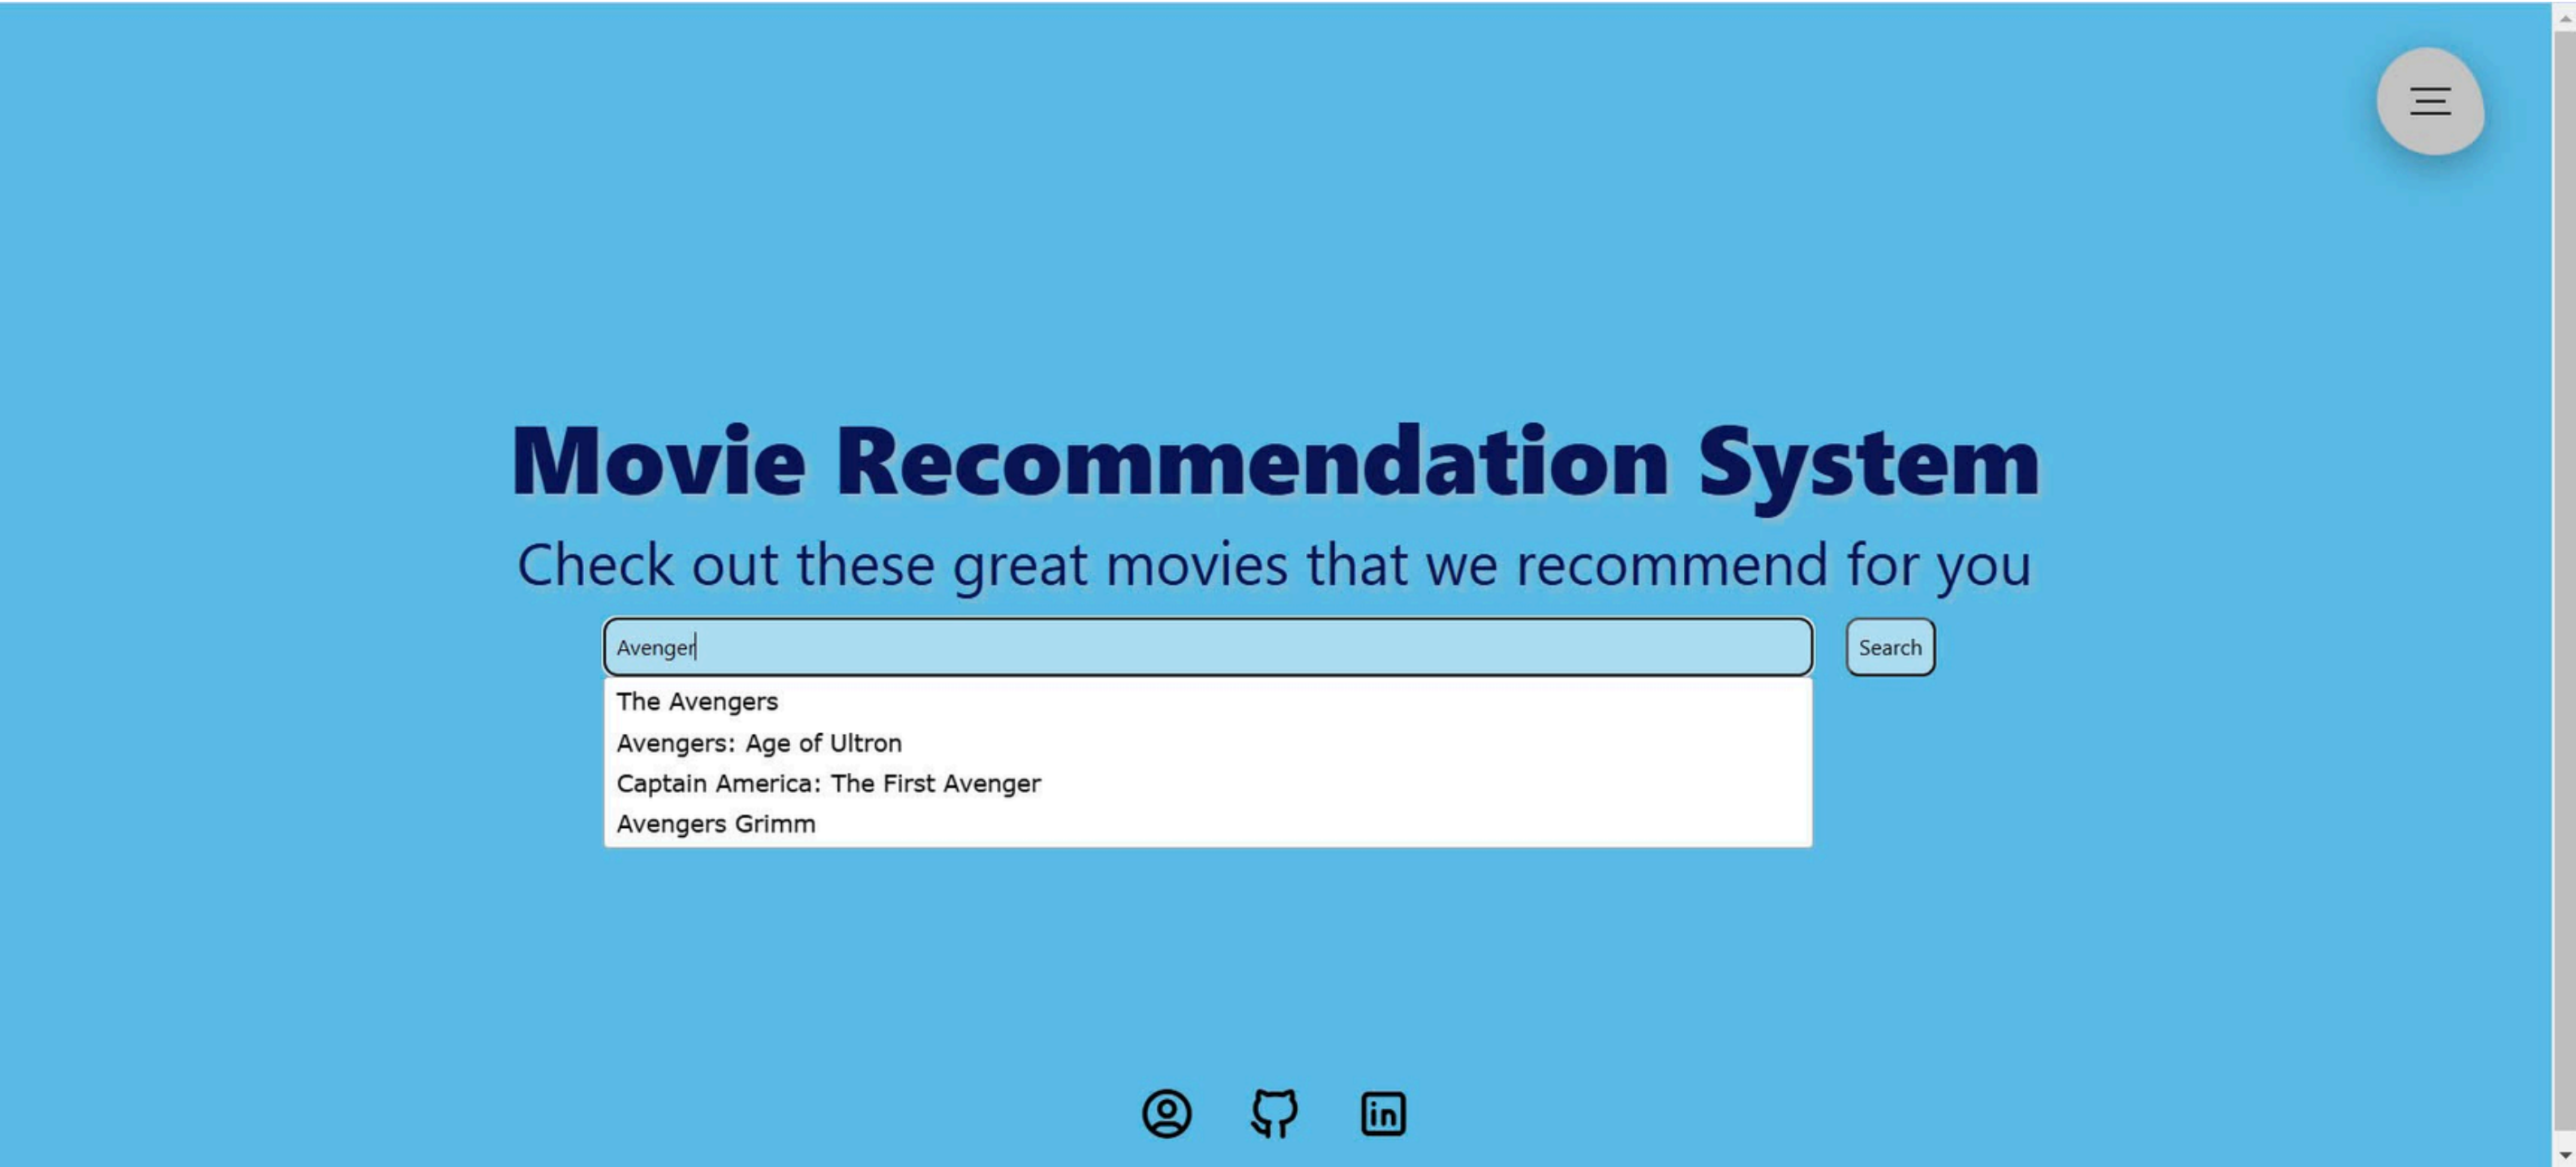 Movie Recommendation System
Check out these great movies that we recommend for you
Avenger
Search
The Avengers
Avengers: Age of Ultron
Captain America: The First Avenger
Avengers Grimm
in